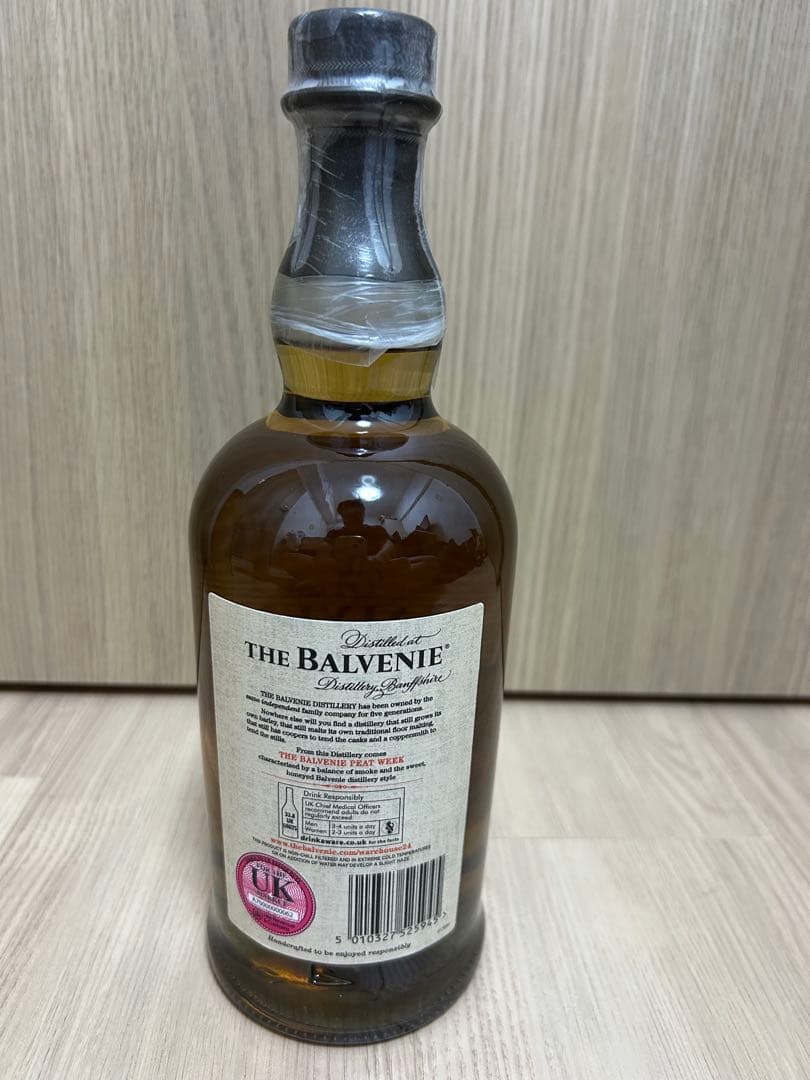 Distilled at
THE BALVENIE®
Distillery, Banffshire
THE BALVENIE DISTILLERY has been owned by the
same independent family company for five generations.
Nowhere else will you find a distillery that still grows its
own barley, that still malts its own traditional floor malting,
that still has coopers to tend the casks and a coppersmith to
tend the stills.
From this Distillery comes
THE BALVENIE PEAT WEEK
characterised by a balance of smoke and the sweet,
honeyed Balvenie distillery style
Drink Responsibly
UK Chief Medical Officers
recommend adults do not
regularly exceed
Men 3-4 units a day
Women 2-3 units a day
33.8
UK
UNITS
drinkaware.co.uk for the facts
www.thebalvenie.com/warehouse24
THIS PRODUCT IS NON-CHILL FILTERED AND IN EXTREME COLD TEMPERATURES
OR ON ADDITION OF WATER MAY DEVELOP A SLIGHT HAZE
UK
A70000000062
5 010327 525945
Handcrafted to be enjoyed responsibly